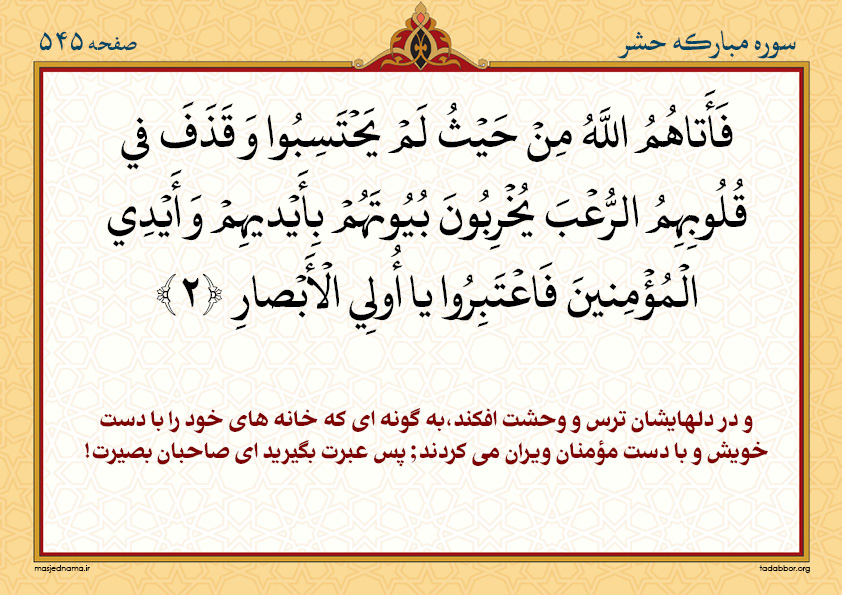 سوره مبارکه حشر
صفحه ۵۴۵
فَأَتاهُمُ اللَّهُ مِنْ حَيْثُ لَمْ يَحْتَسِبُوا وَ قَذَفَ في
قُلُوبِهِمُ الرُّعْبَ يُخْرِبُونَ بُيُوتَهُمْ بِأَيْديهِمْ وَ أَيْدِي
الْمُؤْمِنينَ فَاعْتَبِرُوا يا أُولِي الْأَبْصارِ ﴿۲﴾
و در دلهایشان ترس و وحشت افکند،به گونه ای که خانه های خود را با دست
خویش و با دست مؤمنان ویران می کردند; پس عبرت بگیرید ای صاحبان بصیرت!
masjednama.ir
tadabbor.org